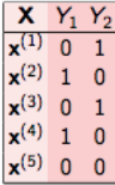 X Y₁ Y₂
x⁽¹⁾ 0 1
x⁽²⁾ 1 0
x⁽³⁾ 0 1
x⁽⁴⁾ 1 0
x⁽⁵⁾ 0 0